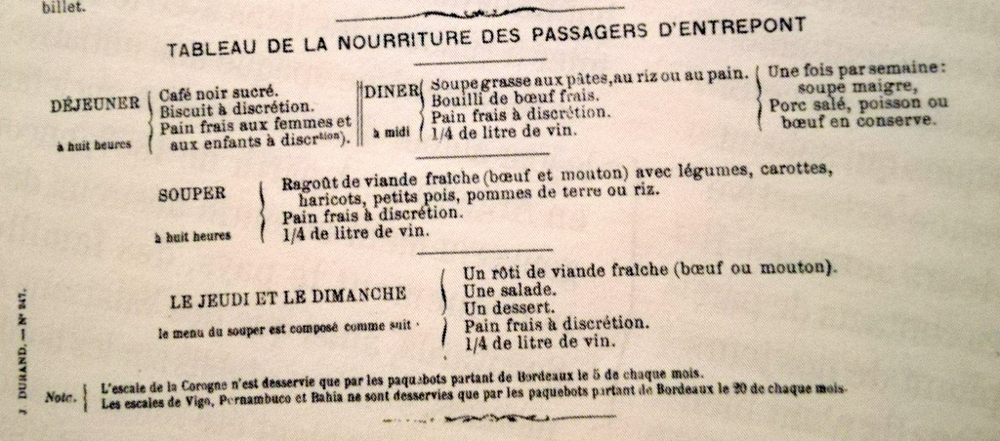 billet.
TABLEAU DE LA NOURRITURE DES PASSAGERS D'ENTREPONT
DÉJEUNER
à huit heures
Café noir sucré.
Biscuit à discrétion.
Pain frais aux femmes et
aux enfants à discrtion).
DINER
à midi
Soupe grasse aux pâtes, au riz ou au pain.
Bouilli de bœuf frais.
Pain frais à discrétion.
1/4 de litre de vin.
Une fois par semaine:
soupe maigre,
Porc salé, poisson ou
bœuf en conserve.
SOUPER
à huit heures
Ragoût de viande fraîche (bœuf et mouton) avec légumes, carottes,
haricots, petits pois, pommes de terre ou riz.
Pain frais à discrétion.
1/4 de litre de vin.
LE JEUDI ET LE DIMANCHE
le menu du souper est composé comme suit ·
Un rôti de viande fraîche (bœuf ou mouton).
Une salade.
Un dessert.
Pain frais à discrétion.
1/4 de litre de vin.
Note.
L'escale de la Corogne n'est desservie que par les paquebots partant de Bordeaux le 5 de chaque mois.
Les escales de Vigo, Pernambuco et Bahia ne sont desservies que par les paquebots partant de Bordeaux le 20 de chaque mois.
J. DURAND. — N° 247.